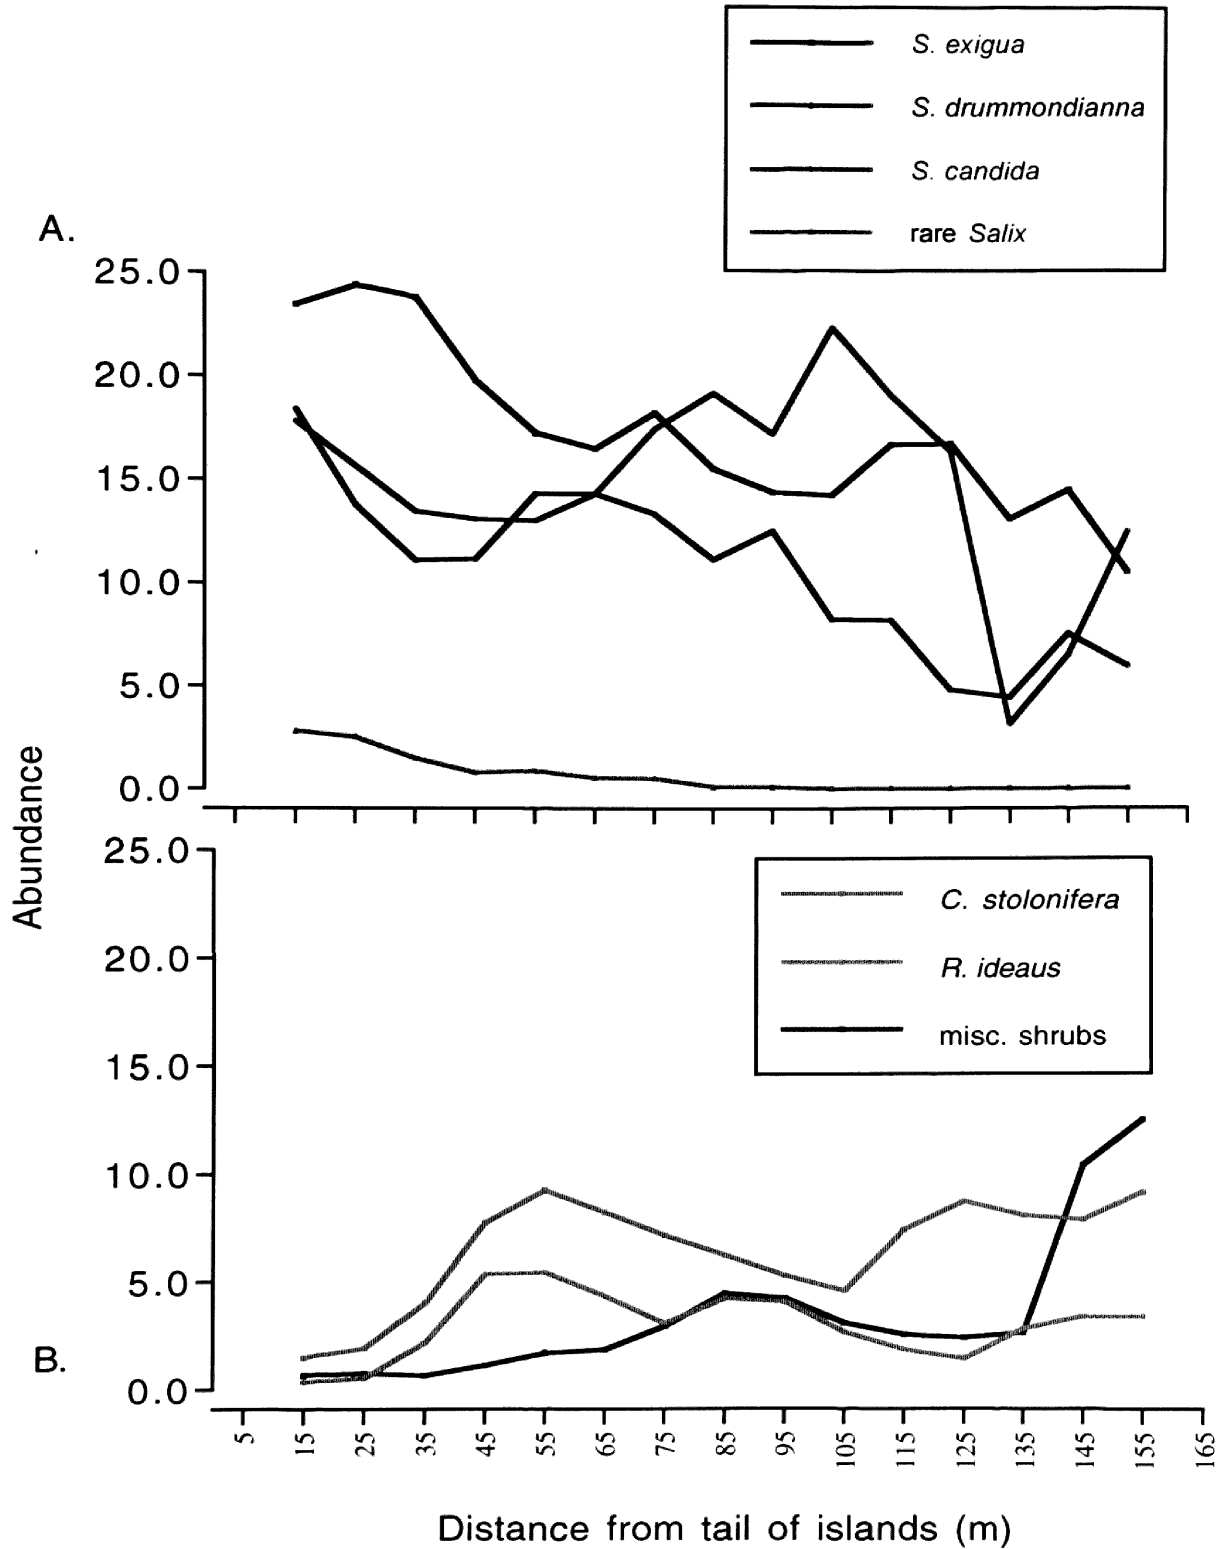 S. exigua
S. drummondianna
S. candida
rare Salix
A.
25.0
20.0
15.0
10.0
5.0
0.0
Abundance
25.0
20.0
15.0
10.0
5.0
0.0
C. stolonifera
R. ideaus
misc. shrubs
B.
5 15 25 35 45 55 65 75 85 95 105 115 125 135 145 155 165
Distance from tail of islands (m)